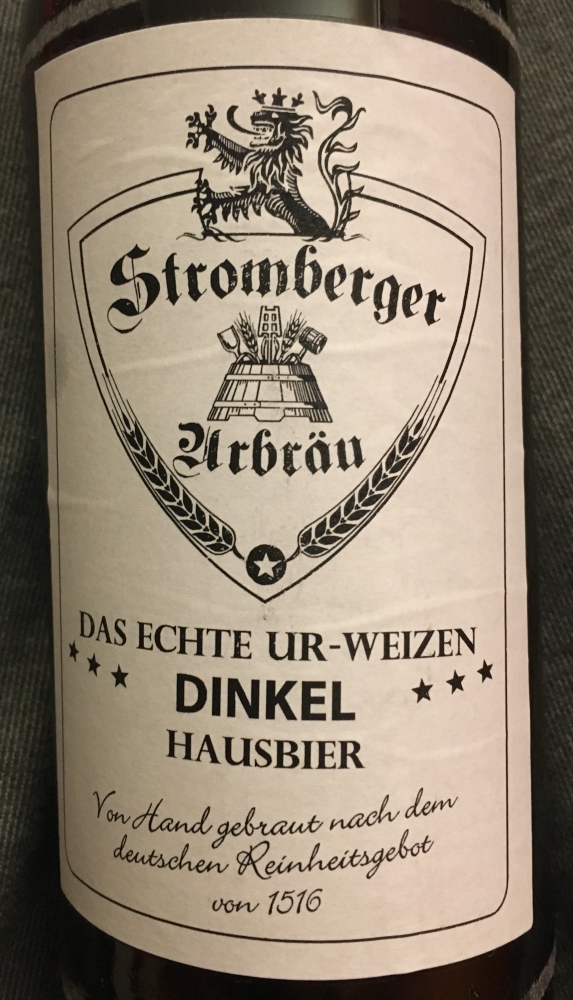 Stromberger
Urbräu
DAS ECHTE UR-WEIZEN
DINKEL
HAUSBIER
Von Hand gebraut nach dem
deutschen Reinheitsgebot
von 1516